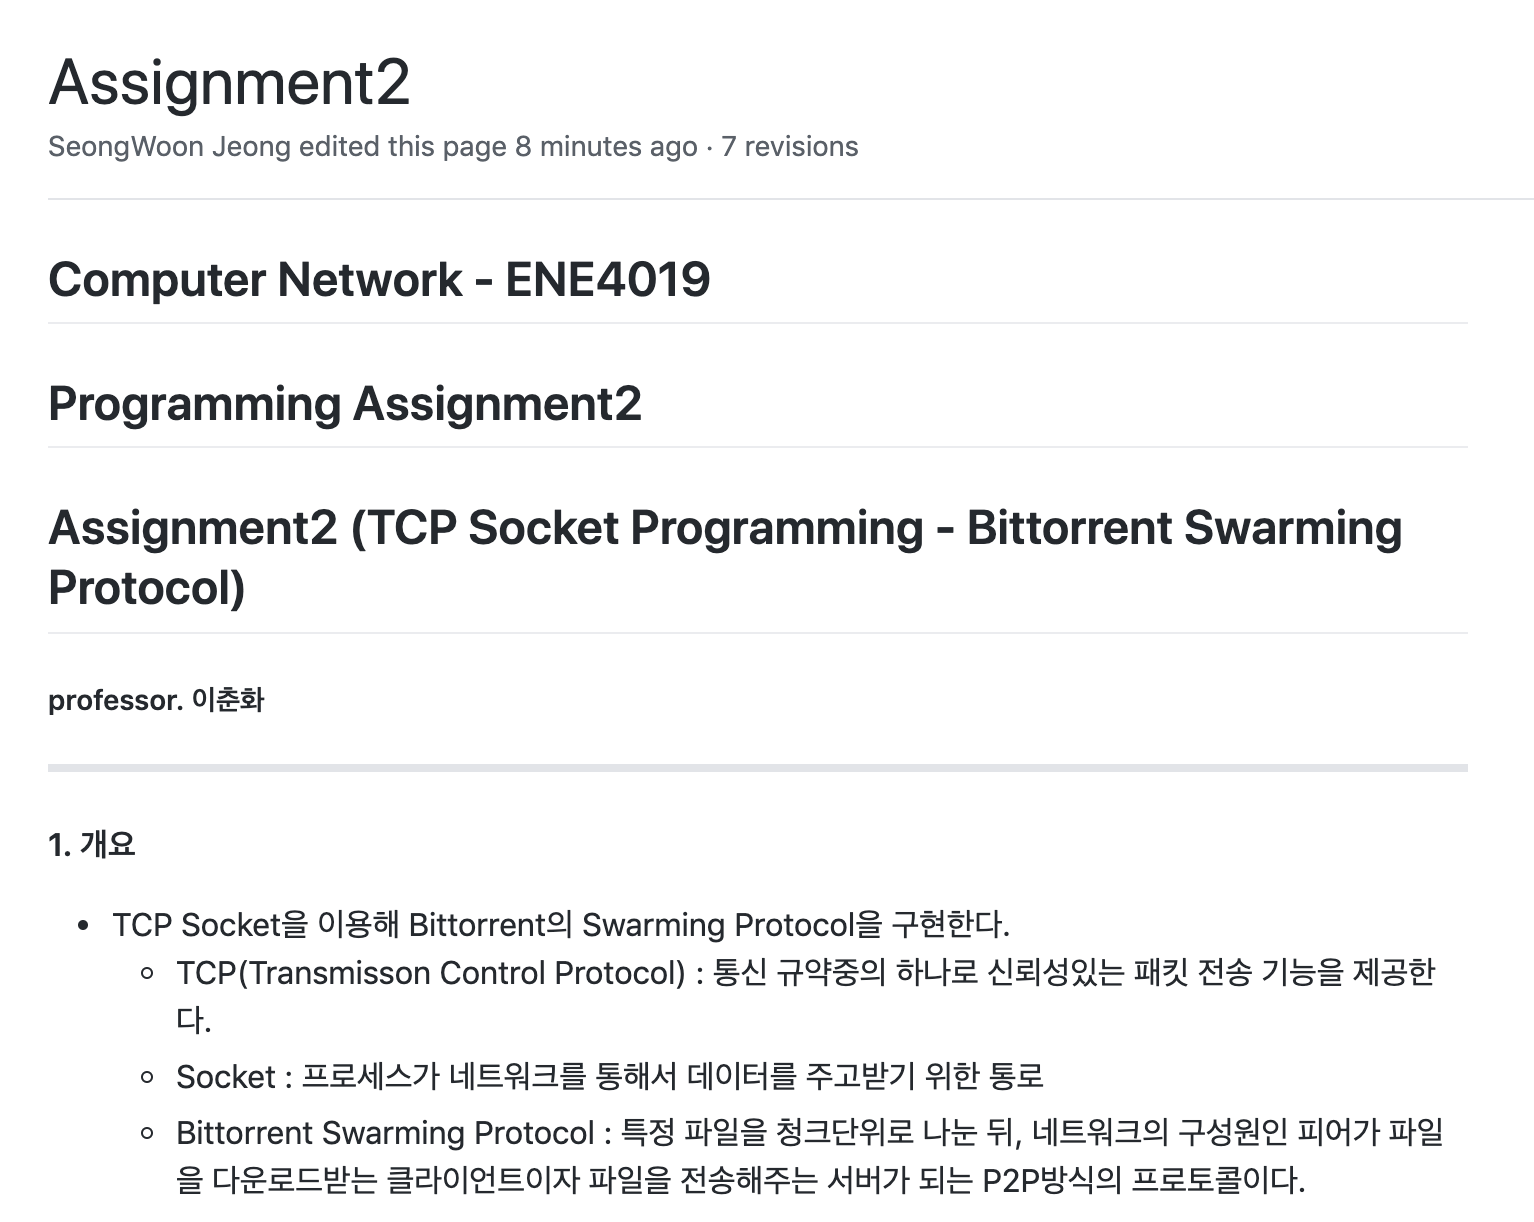 Assignment2
SeongWoon Jeong edited this page 8 minutes ago · 7 revisions
Computer Network - ENE4019
Programming Assignment2
Assignment2 (TCP Socket Programming - Bittorrent Swarming
Protocol)
professor. 이춘화
1. 개요
• TCP Socket을 이용해 Bittorrent의 Swarming Protocol을 구현한다.
◦ TCP(Transmisson Control Protocol) : 통신 규약중의 하나로 신뢰성있는 패킷 전송 기능을 제공한
다.
◦ Socket : 프로세스가 네트워크를 통해서 데이터를 주고받기 위한 통로
◦ Bittorrent Swarming Protocol : 특정 파일을 청크단위로 나눈 뒤, 네트워크의 구성원인 피어가 파일
을 다운로드받는 클라이언트이자 파일을 전송해주는 서버가 되는 P2P방식의 프로토콜이다.